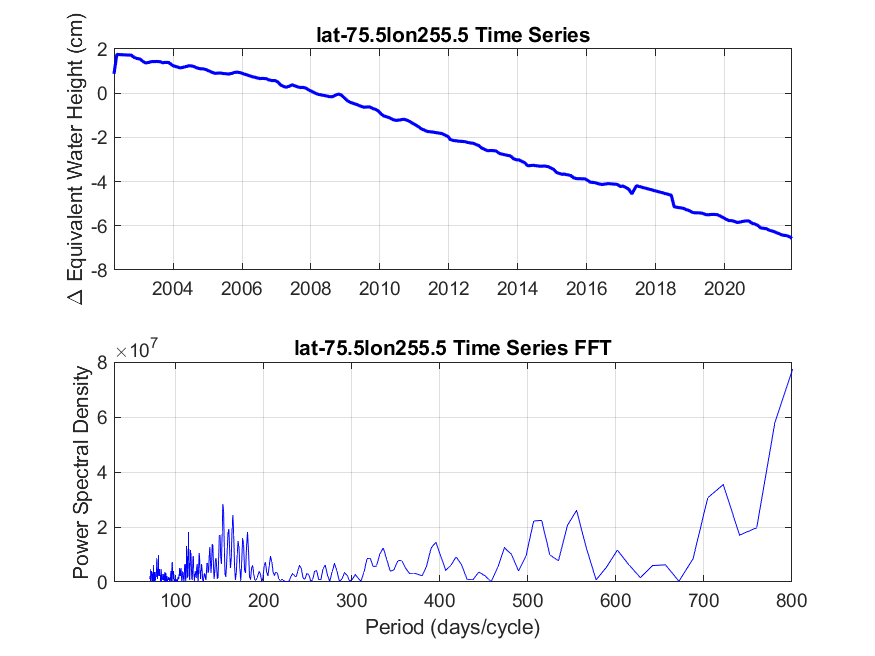 lat-75.5lon255.5 Time Series
Δ Equivalent Water Height (cm)
2
0
-2
-4
-6
-8
2004 2006 2008 2010 2012 2014 2016 2018 2020
lat-75.5lon255.5 Time Series FFT
×10^7
Power Spectral Density
8
6
4
2
0
100 200 300 400 500 600 700 800
Period (days/cycle)